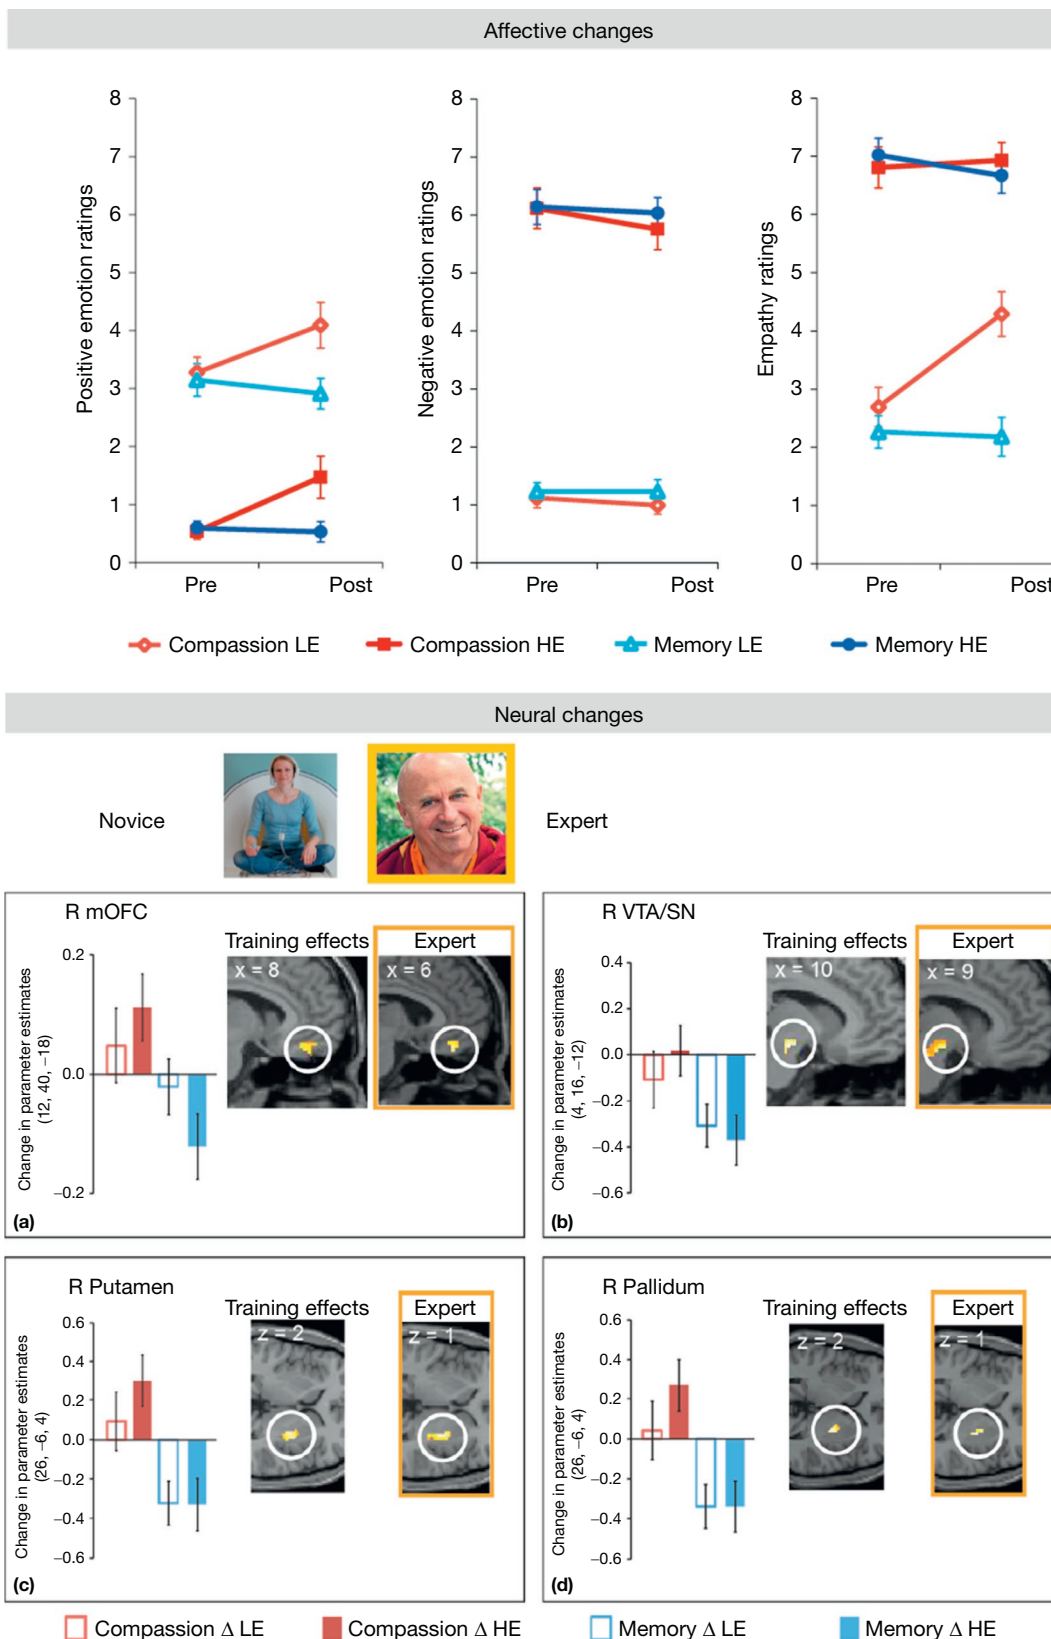 Affective changes
Positive emotion ratings
8
7
6
5
4
3
2
1
0
Pre
Post
Negative emotion ratings
8
7
6
5
4
3
2
1
0
Pre
Post
Empathy ratings
8
7
6
5
4
3
2
1
0
Pre
Post
Compassion LE
Compassion HE
Memory LE
Memory HE
Neural changes
Novice
Expert
R mOFC
Training effects
Expert
x = 8
x = 6
Change in parameter estimates
(12, 40, −18)
0.2
0.0
−0.2
(a)
R VTA/SN
Training effects
Expert
x = 10
x = 9
Change in parameter estimates
(4, 16, −12)
0.4
0.2
0.0
−0.2
−0.4
−0.6
(b)
R Putamen
Training effects
Expert
z = 2
z = 1
Change in parameter estimates
(26, −6, 4)
0.6
0.4
0.2
0.0
−0.2
−0.4
−0.6
(c)
R Pallidum
Training effects
Expert
z = 2
z = 1
Change in parameter estimates
(26, −6, 4)
0.6
0.4
0.2
0.0
−0.2
−0.4
−0.6
(d)
Compassion Δ LE
Compassion Δ HE
Memory Δ LE
Memory Δ HE